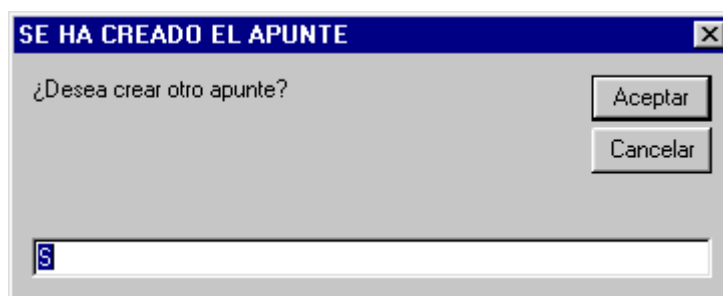 SE HA CREADO EL APUNTE
¿Desea crear otro apunte?
Aceptar
Cancelar
S